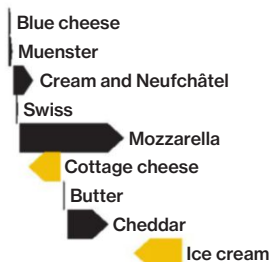 Blue cheese
Muenster
Cream and Neufchâtel
Swiss
Mozzarella
Cottage cheese
Butter
Cheddar
Ice cream